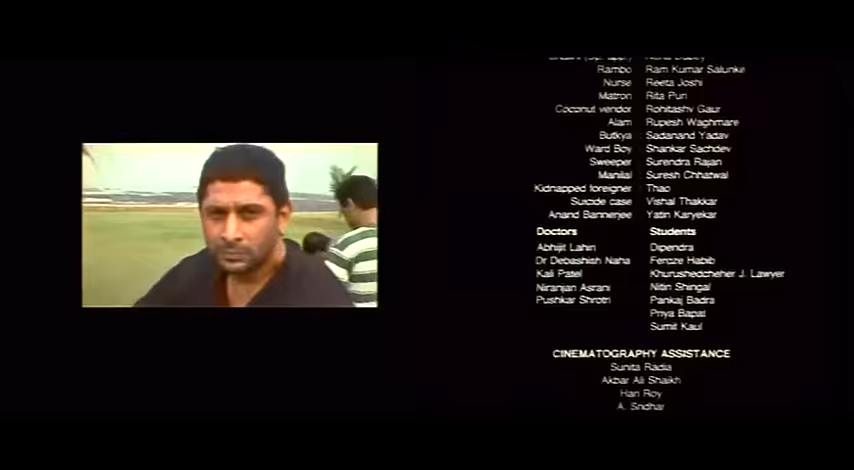 Rambo Ram Kumar Salunke
Nurse Reeta Joshi
Matron Rita Puri
Coconut vendor Rohitashv Gaur
Alam Rupesh Waghmare
Butkya Sadanand Yadav
Ward Boy Shankar Sachdev
Sweeper Surendra Rajan
Manilal Suresh Chhatwal
Kidnapped foreigner Thao
Suicide case Vishal Thakkar
Anand Bannerjee Yatin Karyekar
Doctors Students
Abhijit Lahiri Dipendra
Dr Debashish Naha Feroze Habib
Kali Patel Khurushedcheher J. Lawyer
Niranjan Asrani Nitin Shingal
Pushkar Shrotri Pankaj Badra
Priya Bapat
Sumit Kaul
CINEMATOGRAPHY ASSISTANCE
Sunita Radia
Akbar Ali Shaikh
Hari Roy
A. Sridhar